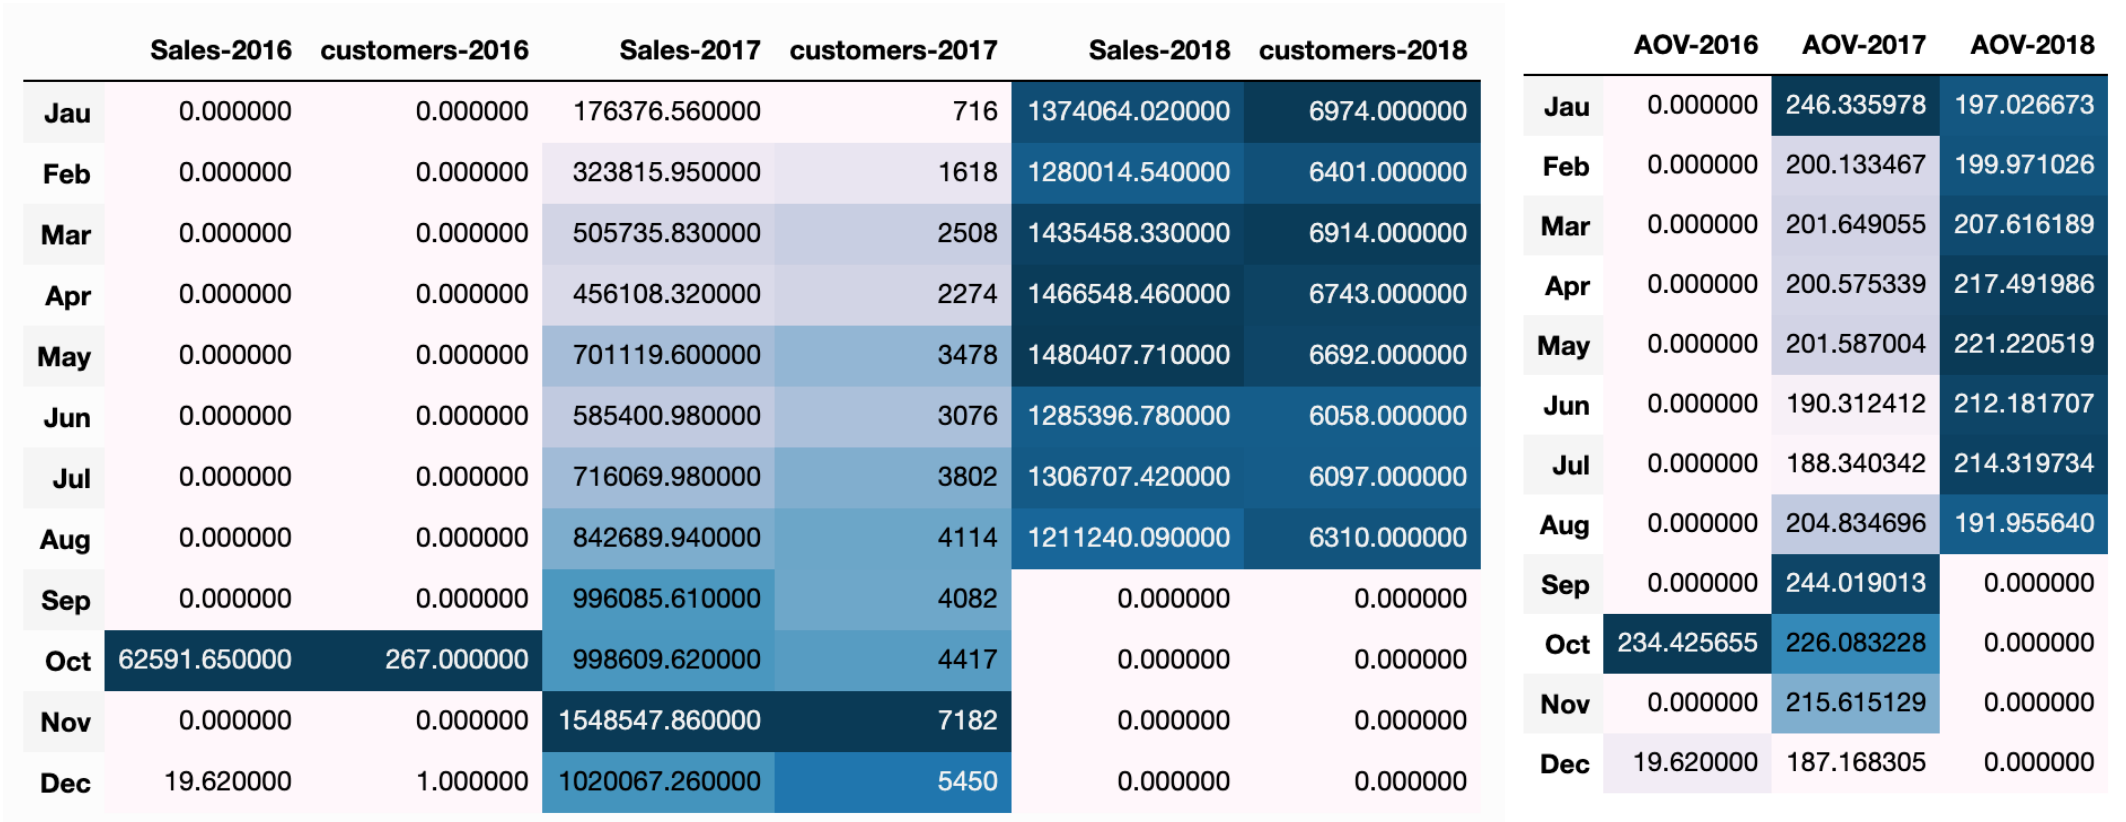 Sales-2016 customers-2016 Sales-2017 customers-2017 Sales-2018 customers-2018
Jau 0.000000 0.000000 176376.560000 716 1374064.020000 6974.000000
Feb 0.000000 0.000000 323815.950000 1618 1280014.540000 6401.000000
Mar 0.000000 0.000000 505735.830000 2508 1435458.330000 6914.000000
Apr 0.000000 0.000000 456108.320000 2274 1466548.460000 6743.000000
May 0.000000 0.000000 701119.600000 3478 1480407.710000 6692.000000
Jun 0.000000 0.000000 585400.980000 3076 1285396.780000 6058.000000
Jul 0.000000 0.000000 716069.980000 3802 1306707.420000 6097.000000
Aug 0.000000 0.000000 842689.940000 4114 1211240.090000 6310.000000
Sep 0.000000 0.000000 996085.610000 4082 0.000000 0.000000
Oct 62591.650000 267.000000 998609.620000 4417 0.000000 0.000000
Nov 0.000000 0.000000 1548547.860000 7182 0.000000 0.000000
Dec 19.620000 1.000000 1020067.260000 5450 0.000000 0.000000
AOV-2016 AOV-2017 AOV-2018
Jau 0.000000 246.335978 197.026673
Feb 0.000000 200.133467 199.971026
Mar 0.000000 201.649055 207.616189
Apr 0.000000 200.575339 217.491986
May 0.000000 201.587004 221.220519
Jun 0.000000 190.312412 212.181707
Jul 0.000000 188.340342 214.319734
Aug 0.000000 204.834696 191.955640
Sep 0.000000 244.019013 0.000000
Oct 234.425655 226.083228 0.000000
Nov 0.000000 215.615129 0.000000
Dec 19.620000 187.168305 0.000000